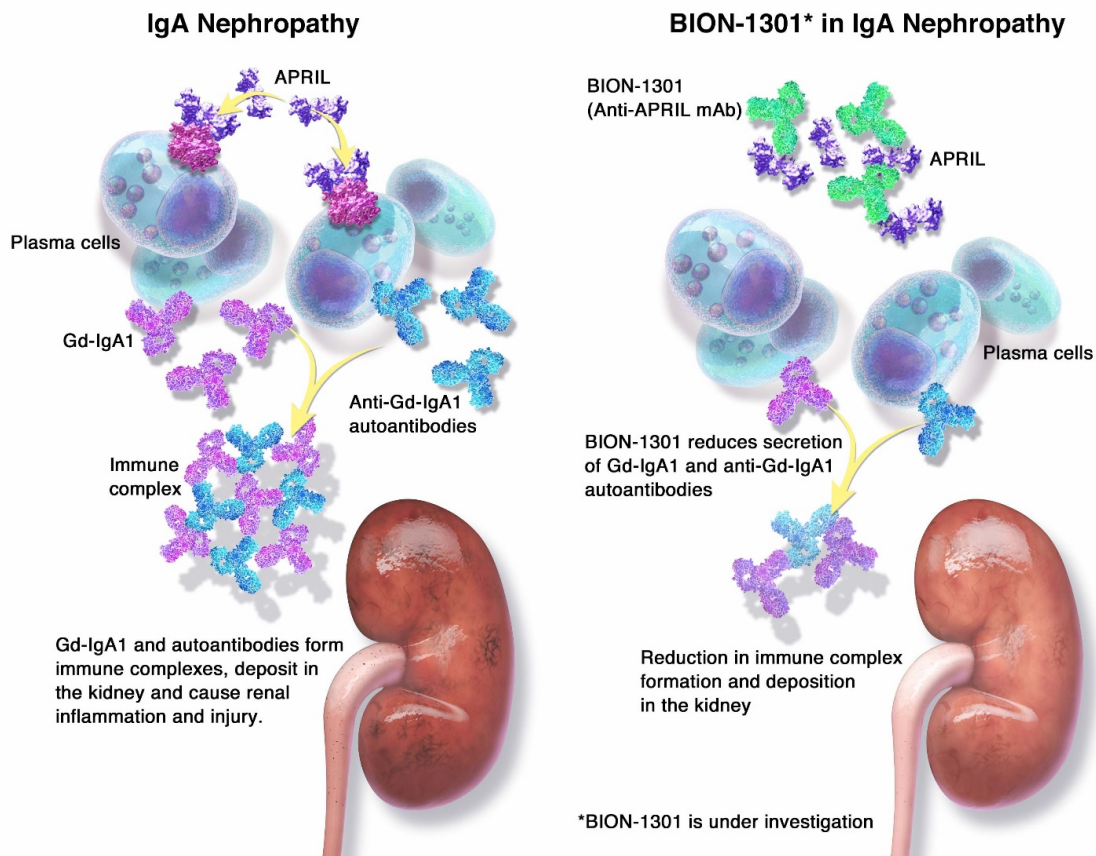 IgA Nephropathy
APRIL
Plasma cells
Gd-IgA1
Anti-Gd-IgA1
autoantibodies
Immune
complex
Gd-IgA1 and autoantibodies form
immune complexes, deposit in
the kidney and cause renal
inflammation and injury.
BION-1301* in IgA Nephropathy
BION-1301
(Anti-APRIL mAb)
APRIL
Plasma cells
BION-1301 reduces secretion
of Gd-IgA1 and anti-Gd-IgA1
autoantibodies
Reduction in immune complex
formation and deposition
in the kidney
*BION-1301 is under investigation